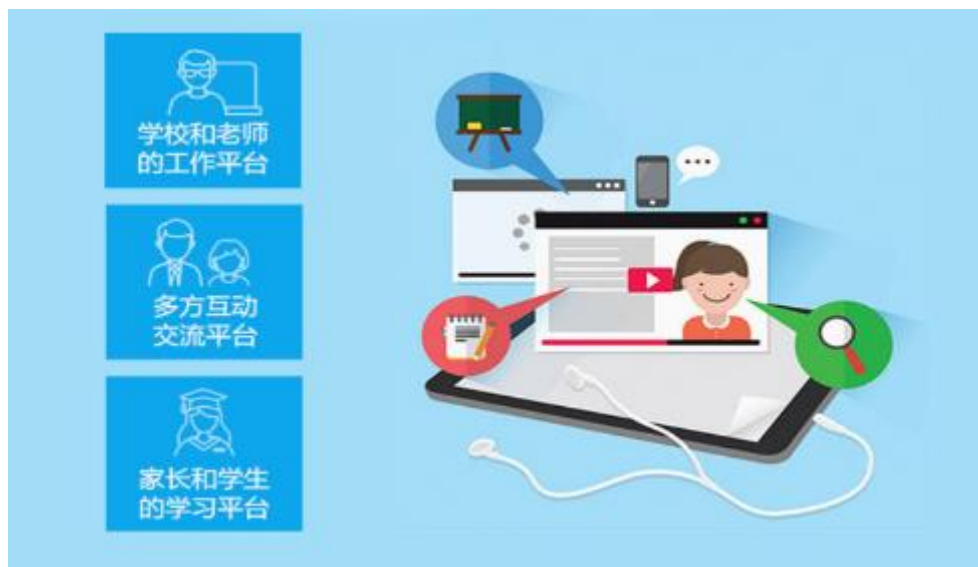 学校和老师
的工作平台
多方互动
交流平台
家长和学生
的学习平台